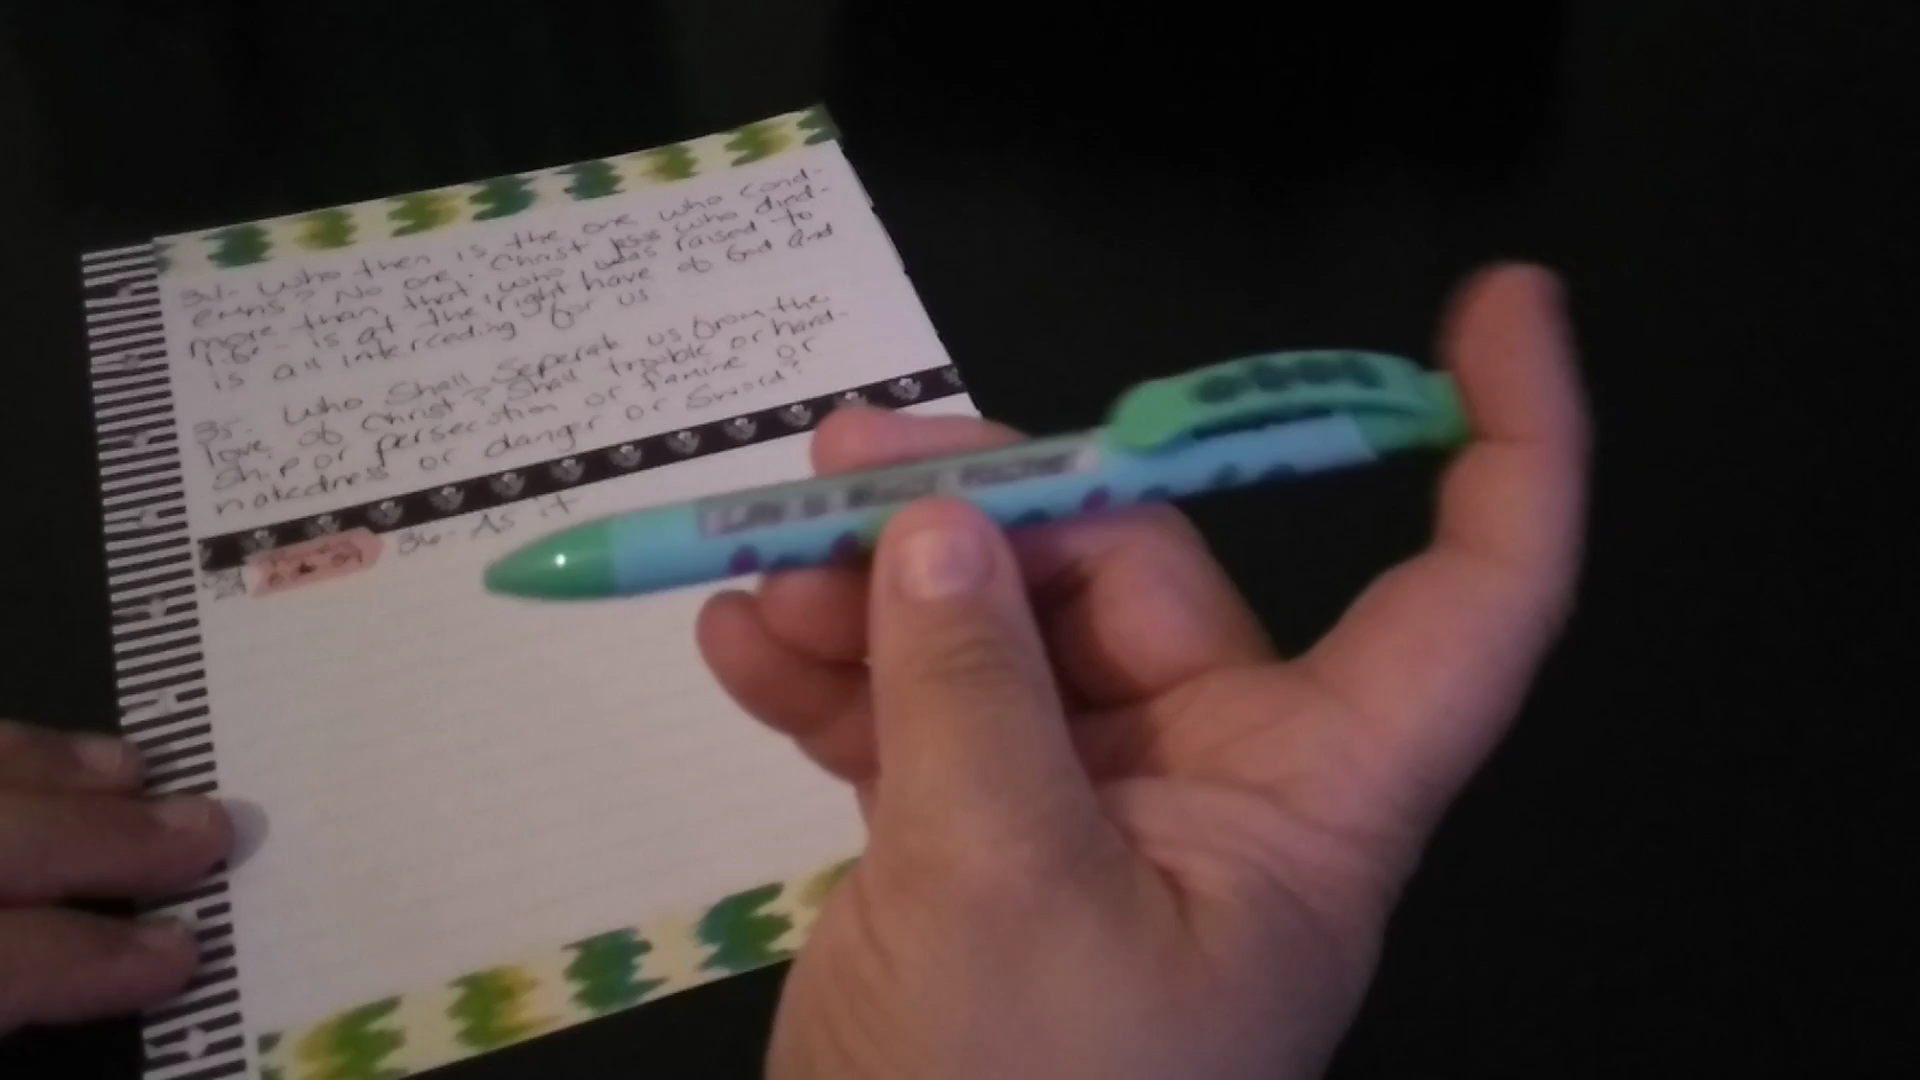 34- Who then is the one who cond-
emns? No one. Christ Jesus who died-
more than that, who was raised to
life- is at the right have of God and
is all interceding for us.
35- Who Shall Seperate us from the
love of Christ? Shall trouble or hard-
ship or persecution or famine or
nakedness or danger or Sword?
36- As it